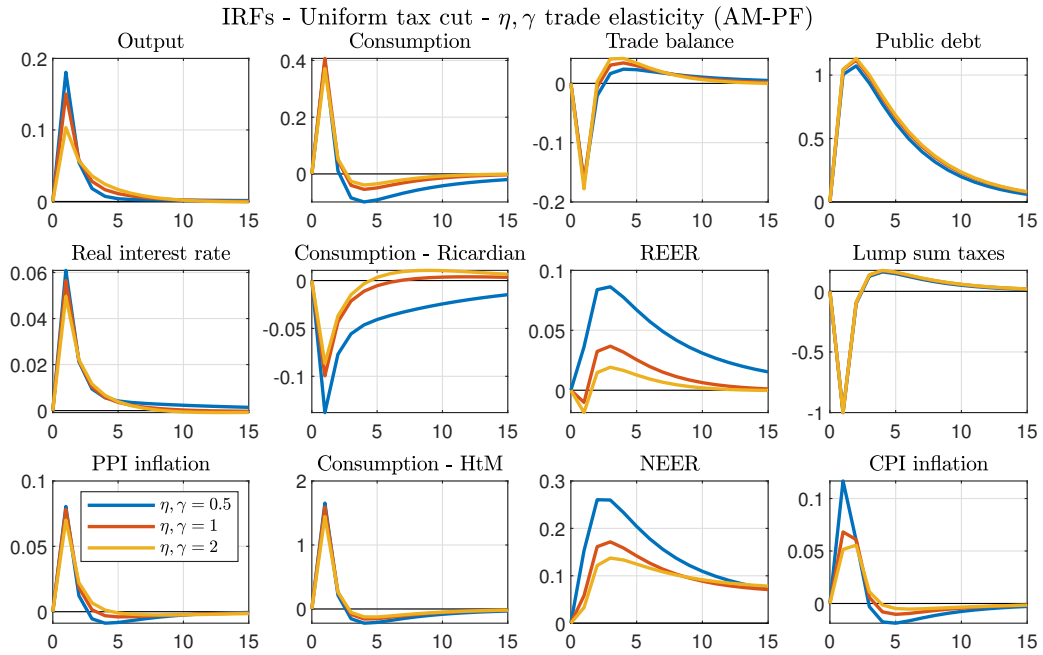 IRFs - Uniform tax cut - η, γ trade elasticity (AM-PF)
Output
Consumption
Trade balance
Public debt
0.2
0.1
0
0 5 10 15
0.4
0.2
0
0 5 10 15
0
-0.1
-0.2
0 5 10 15
1
0.5
0
0 5 10 15
Real interest rate
Consumption - Ricardian
REER
Lump sum taxes
0.06
0.04
0.02
0
0 5 10 15
0
-0.05
-0.1
0 5 10 15
0.1
0.05
0
0 5 10 15
0
-0.5
-1
0 5 10 15
PPI inflation
Consumption - HtM
NEER
CPI inflation
0.1
0.05
0
0 5 10 15
η, γ = 0.5
η, γ = 1
η, γ = 2
2
1
0
0 5 10 15
0.3
0.2
0.1
0
0 5 10 15
0.1
0.05
0
0 5 10 15